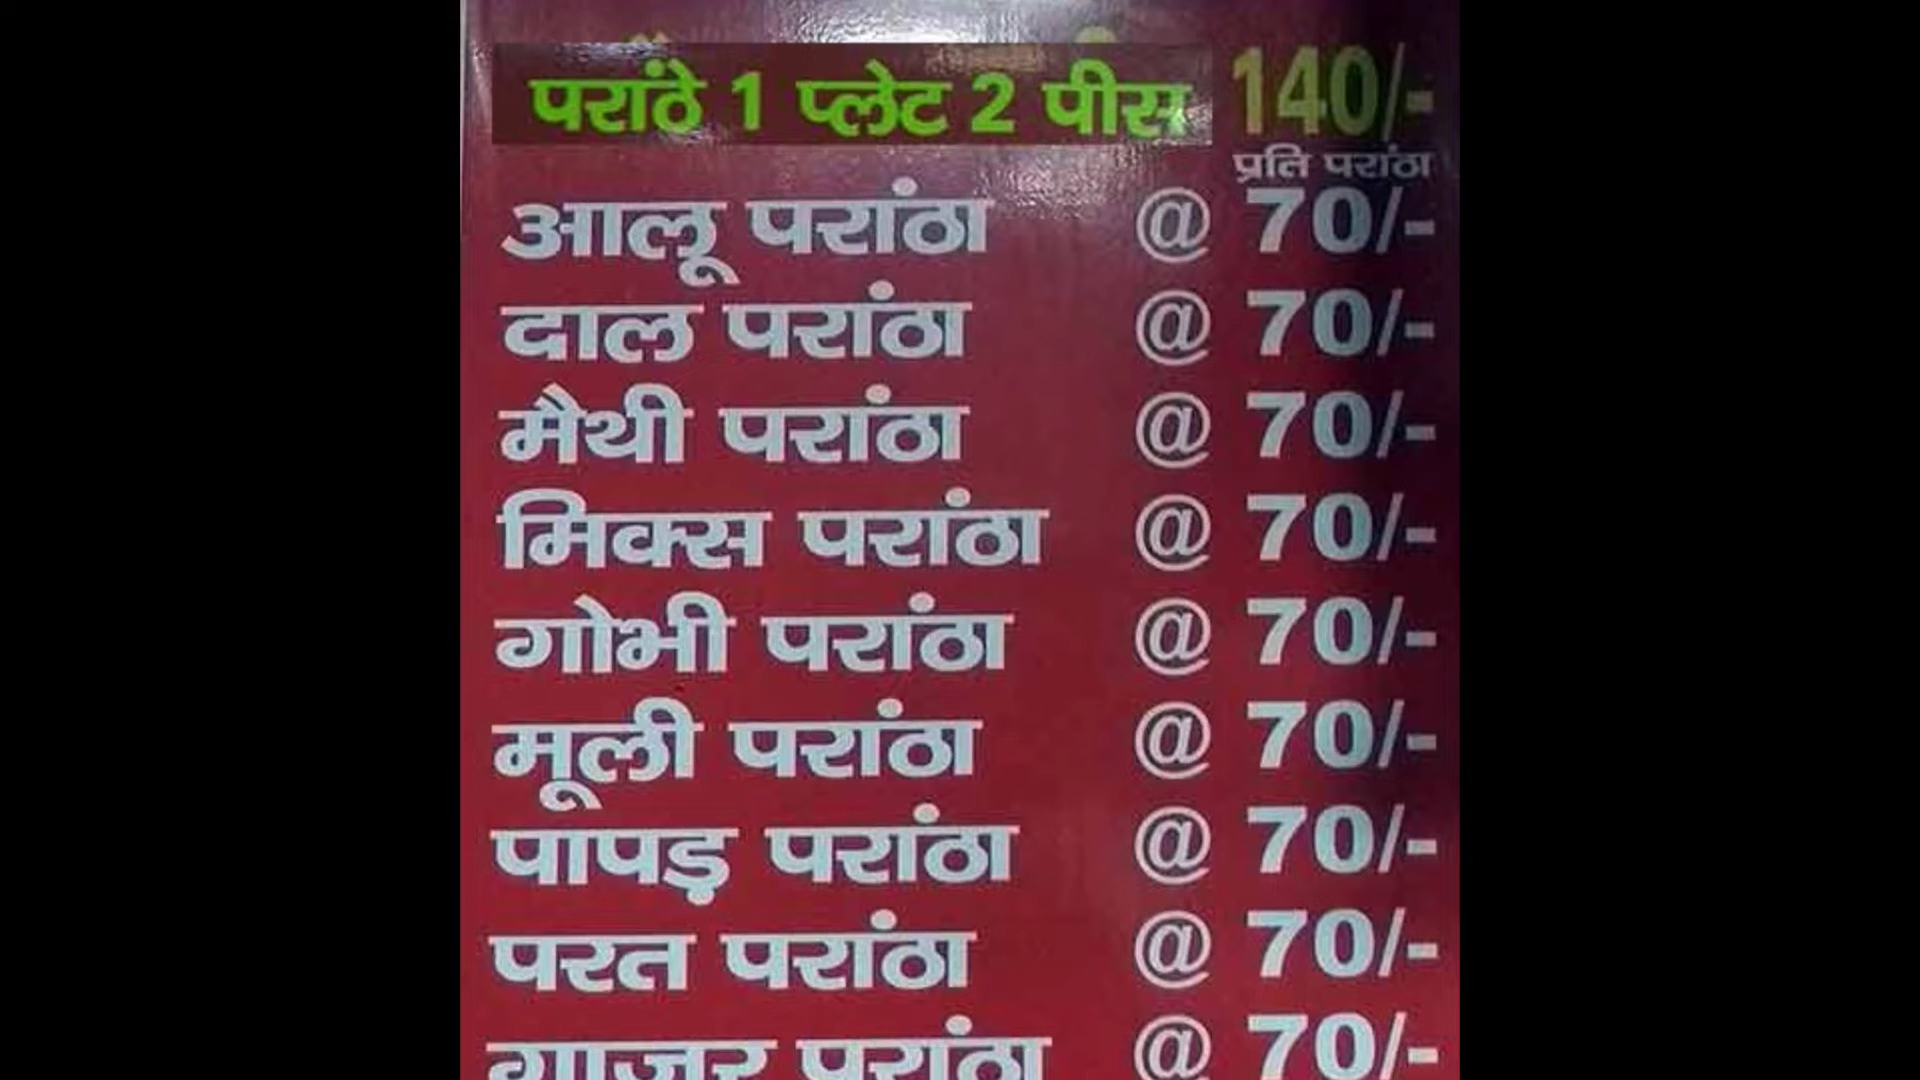 परांठे 1 प्लेट 2 पीस 140/-
प्रति परांठा
आलू परांठा @ 70/-
दाल परांठा @ 70/-
मैथी परांठा @ 70/-
मिक्स परांठा @ 70/-
गोभी परांठा @ 70/-
मूली परांठा @ 70/-
पापड़ परांठा @ 70/-
परत परांठा @ 70/-
गाजर परांठा @ 70/-